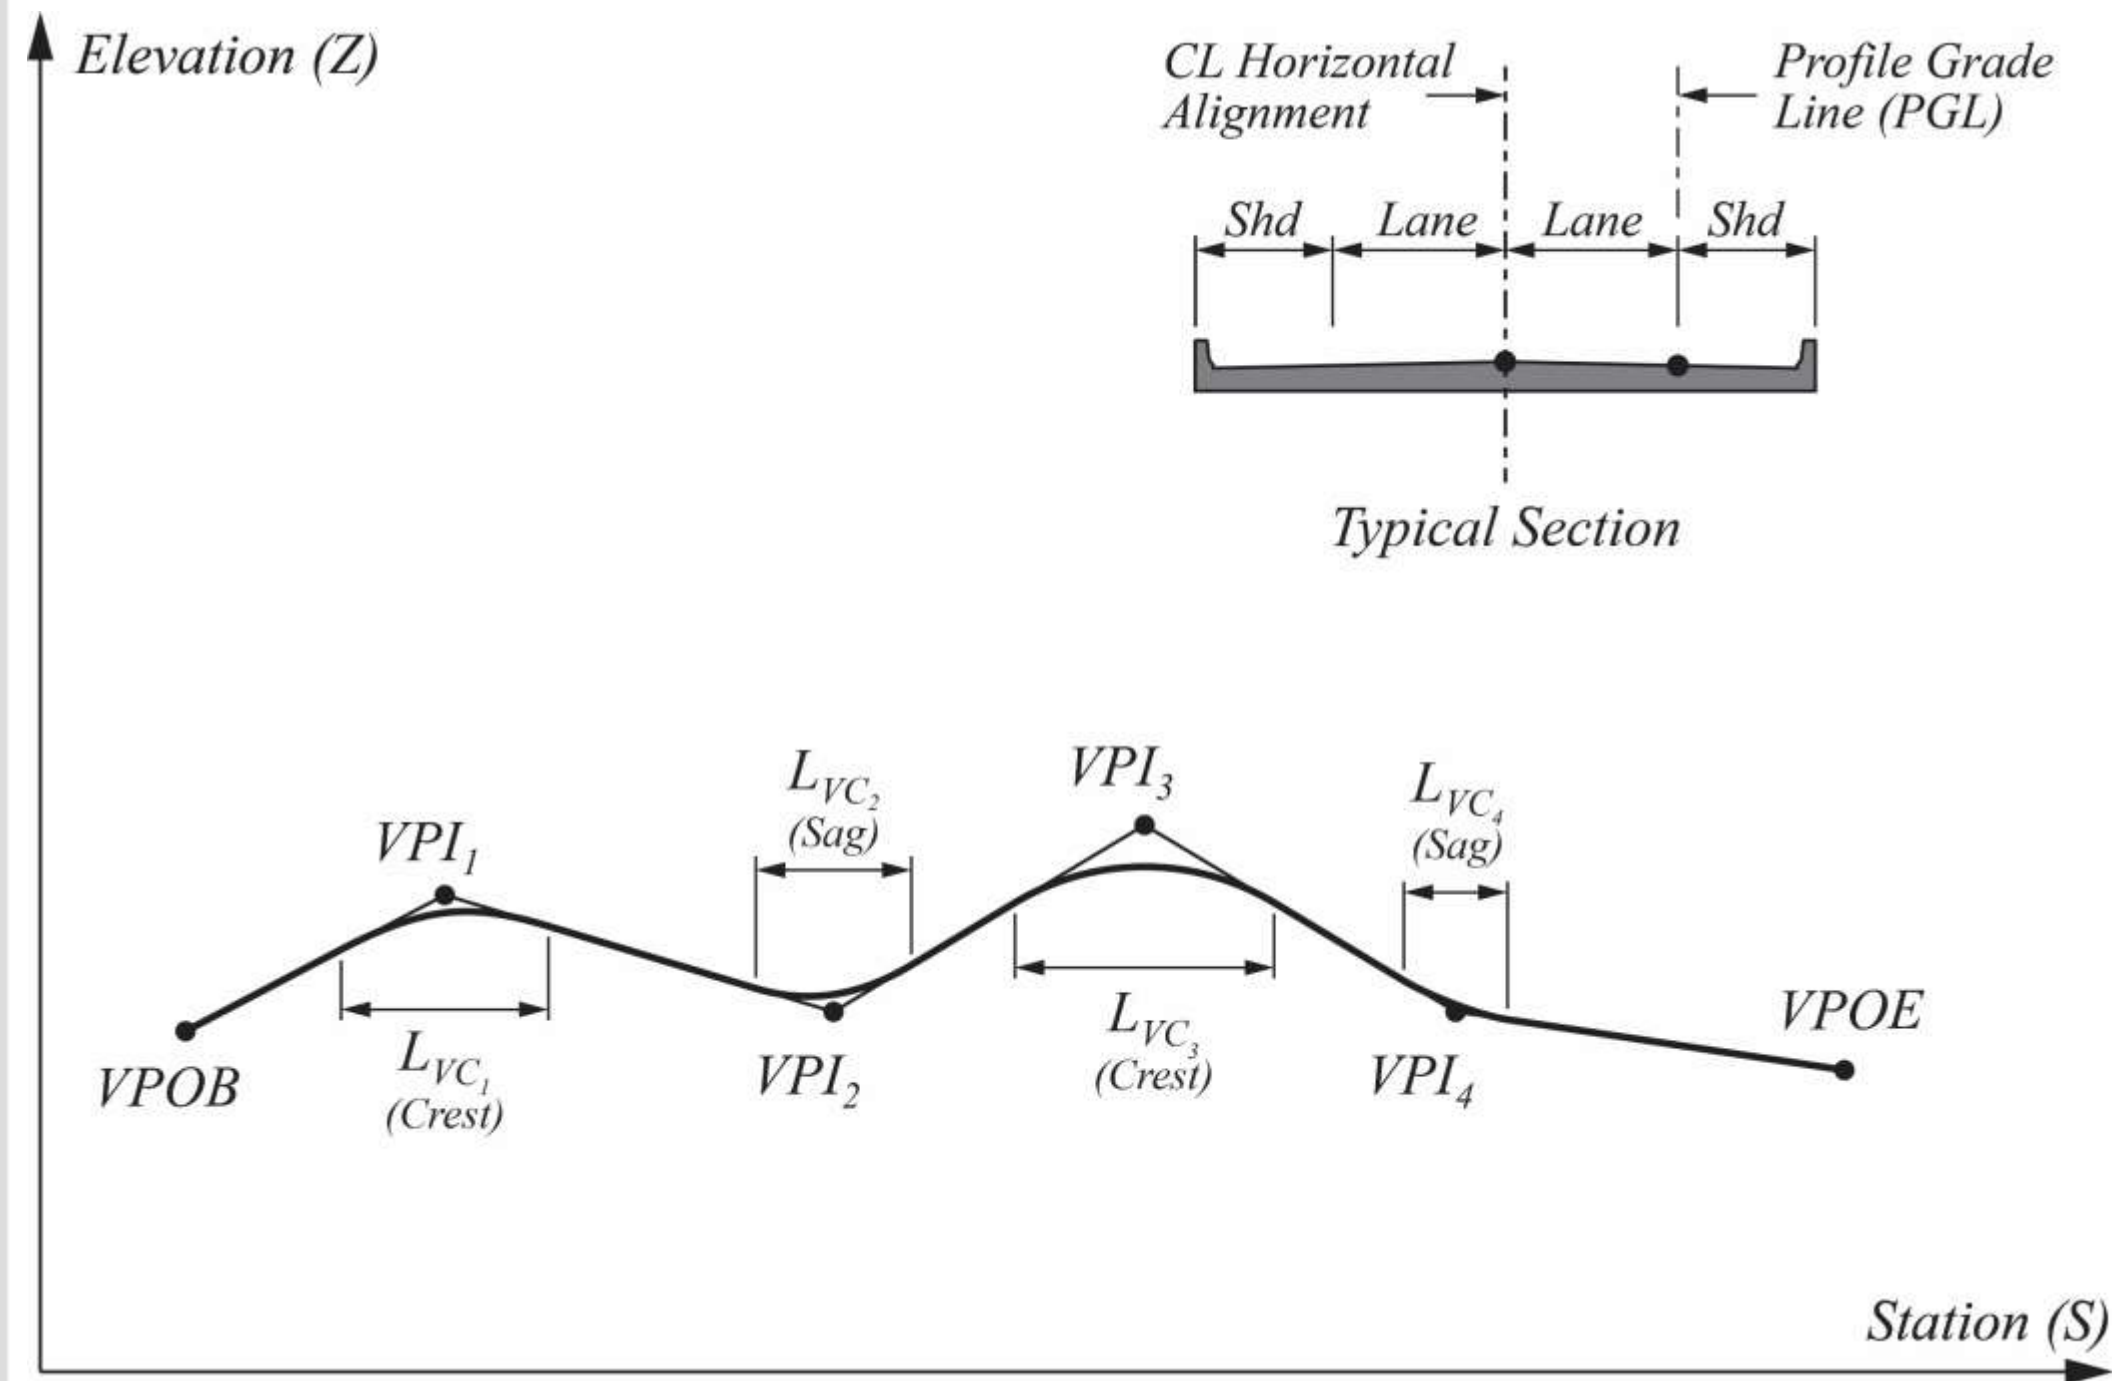 Elevation (Z)
CL Horizontal
Alignment
Profile Grade
Line (PGL)
Shd
Lane
Lane
Shd
Typical Section
VPOB
VPI1
LVC1
(Crest)
LVC2
(Sag)
VPI2
VPI3
LVC3
(Crest)
LVC4
(Sag)
VPI4
VPOE
Station (S)